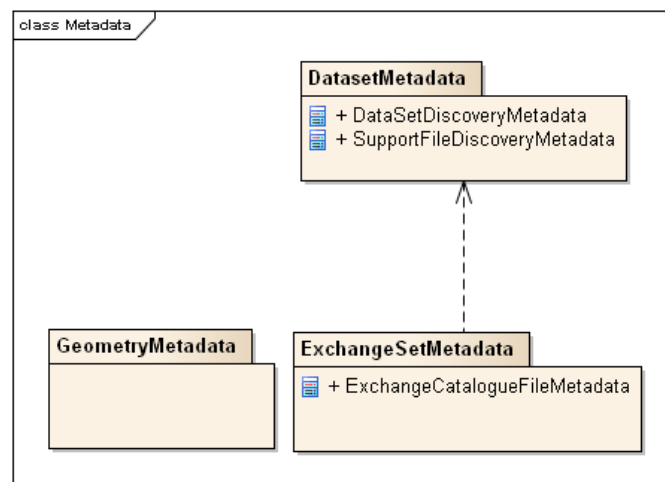 class Metadata
DatasetMetadata
+ DataSetDiscoveryMetadata
+ SupportFileDiscoveryMetadata
GeometryMetadata
ExchangeSetMetadata
+ ExchangeCatalogueFileMetadata